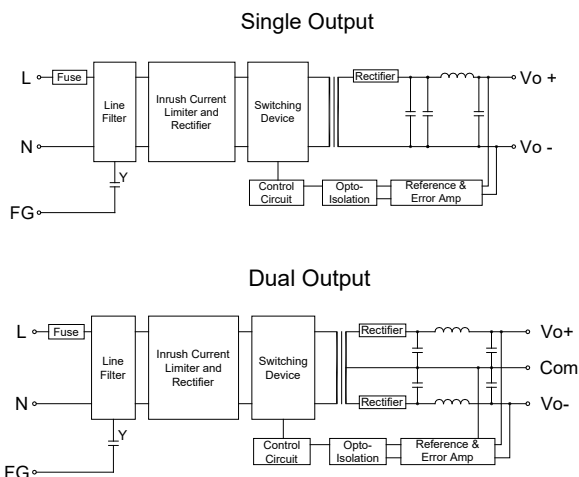 Single Output
L
Fuse
Line
Filter
Inrush Current
Limiter and
Rectifier
Switching
Device
Rectifier
Vo +
N
Vo -
Y
FG
Control
Circuit
Opto-
Isolation
Reference &
Error Amp
Dual Output
L
Fuse
Line
Filter
Inrush Current
Limiter and
Rectifier
Switching
Device
Rectifier
Vo+
Com
N
Rectifier
Vo-
Y
FG
Control
Circuit
Opto-
Isolation
Reference &
Error Amp